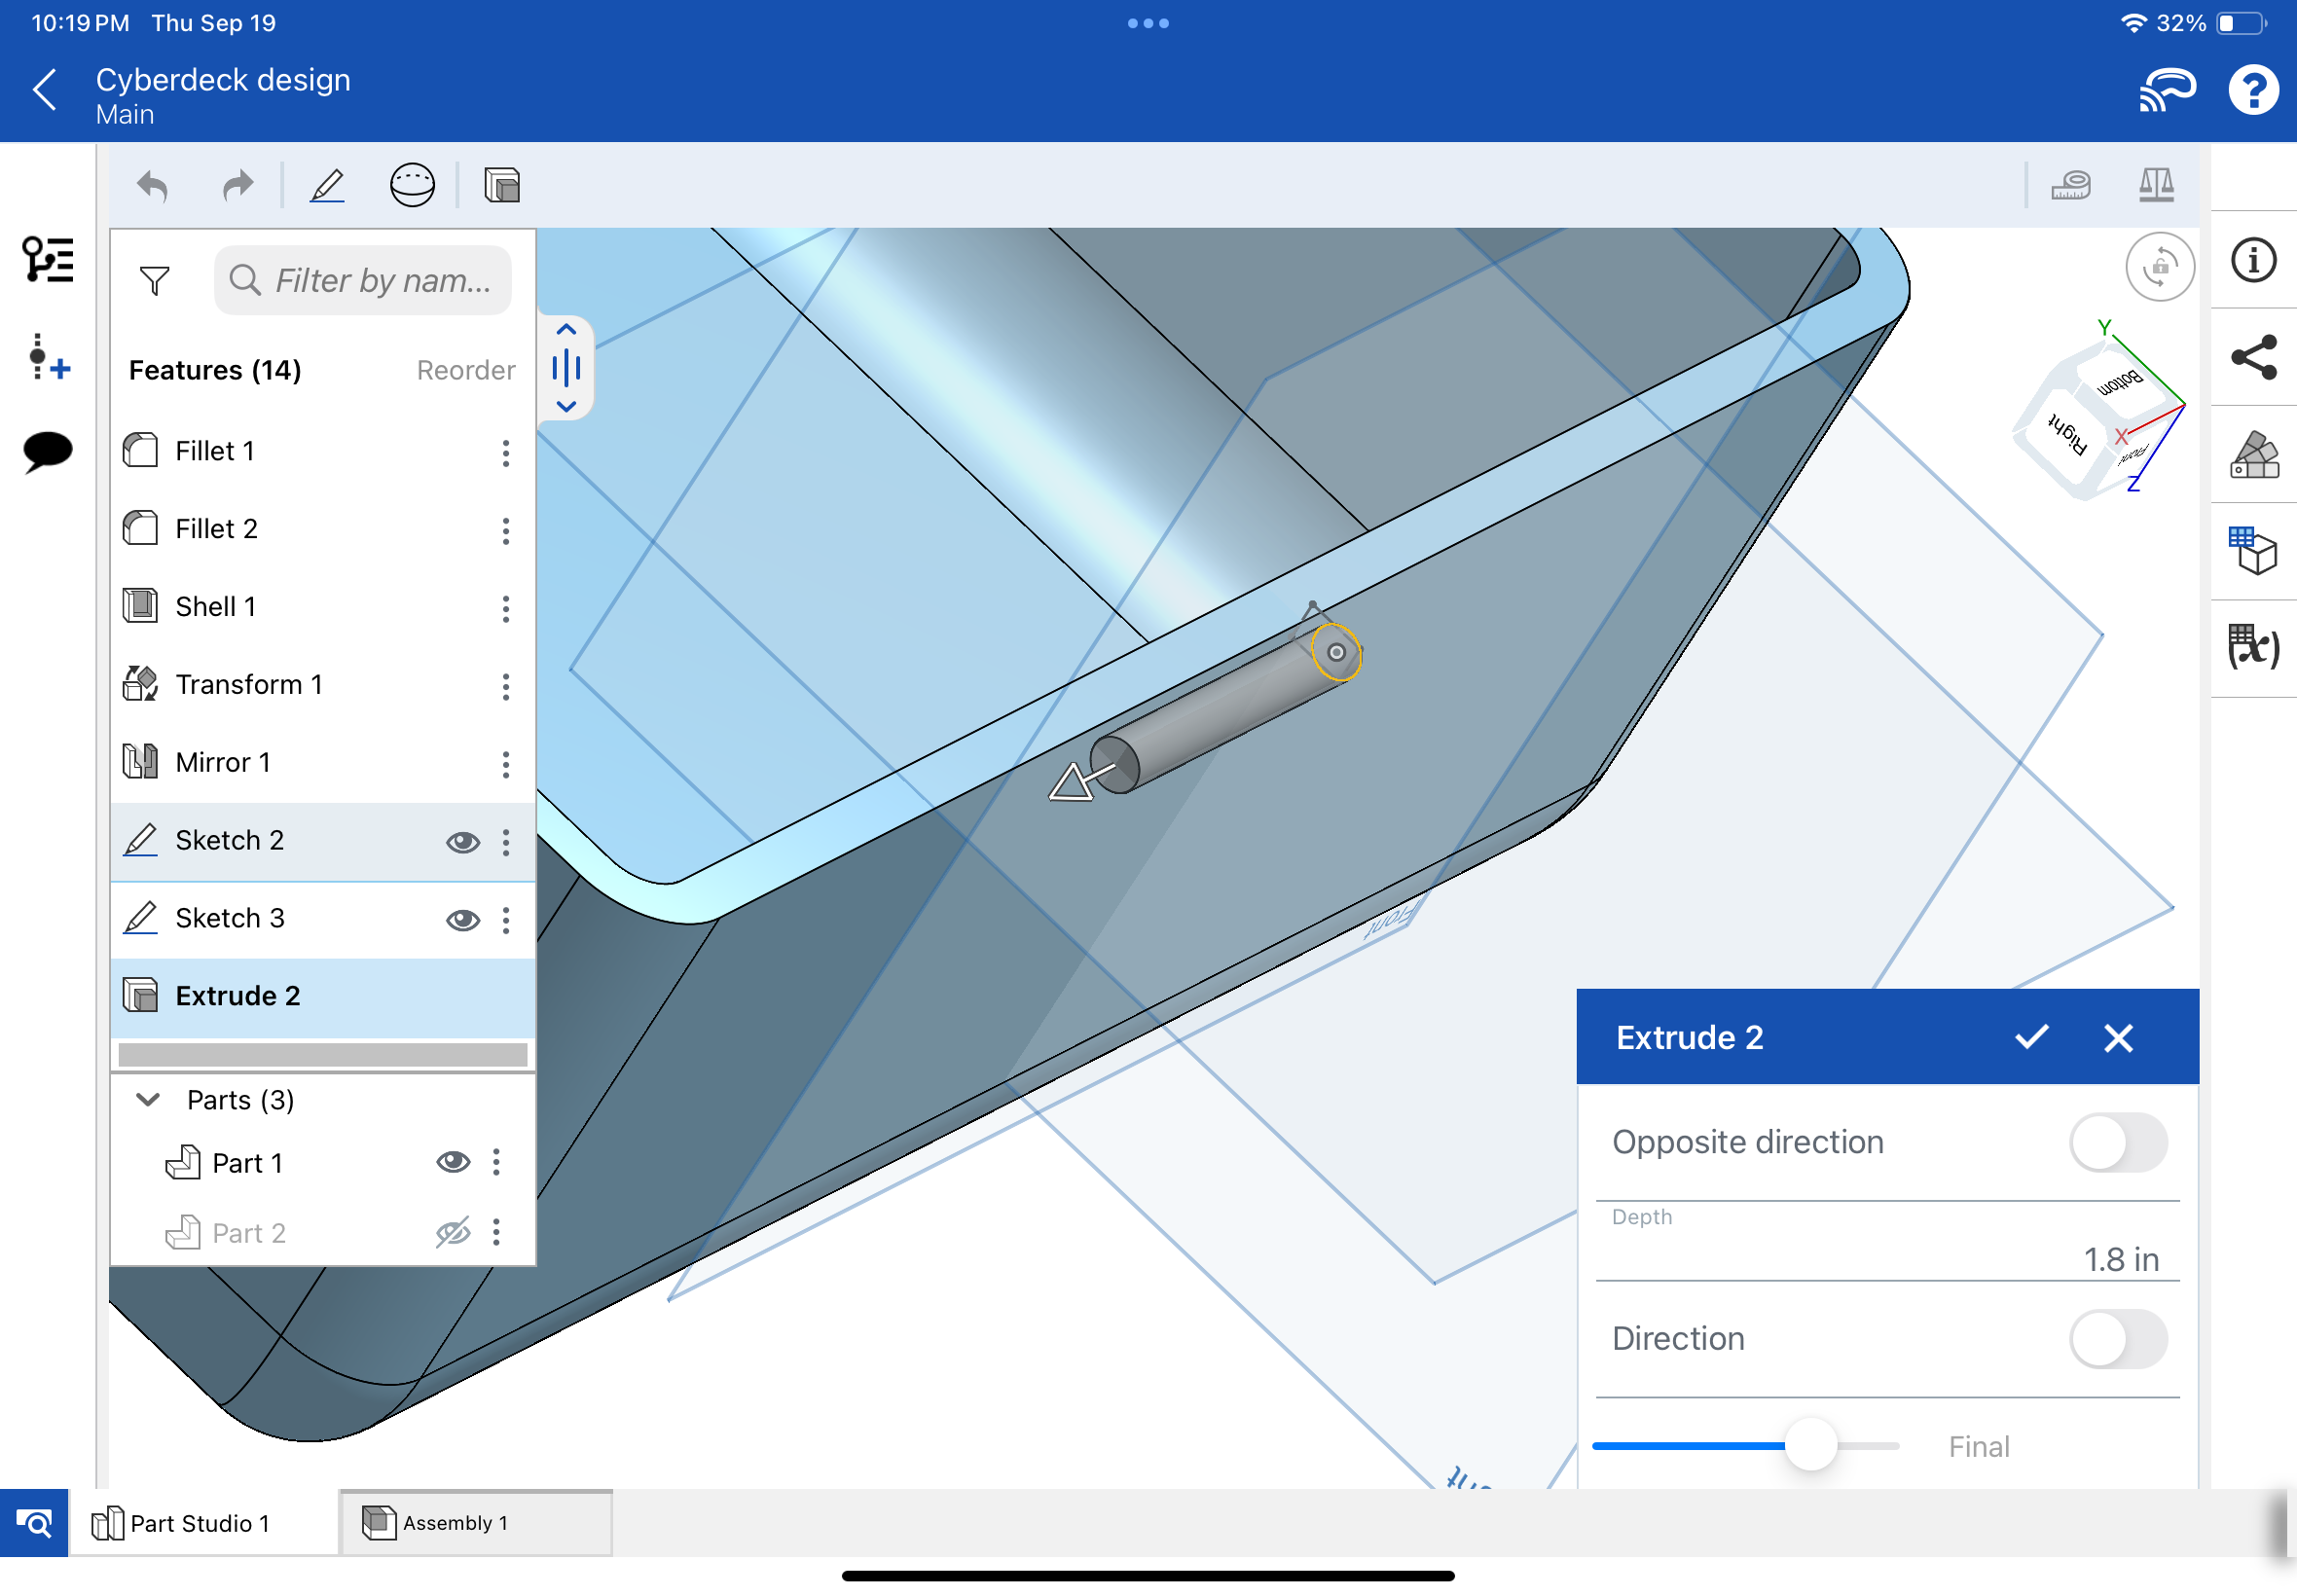 10:19 PM Thu Sep 19
32%
Cyberdeck design
Main
Filter by nam...
Features (14) Reorder
Fillet 1
Fillet 2
Shell 1
Transform 1
Mirror 1
Sketch 2
Sketch 3
Extrude 2
Parts (3)
Part 1
Part 2
Y
Bottom
Right
X
Front
Z
Front
Extrude 2
Opposite direction
Depth
1.8 in
Direction
Final
Part Studio 1
Assembly 1